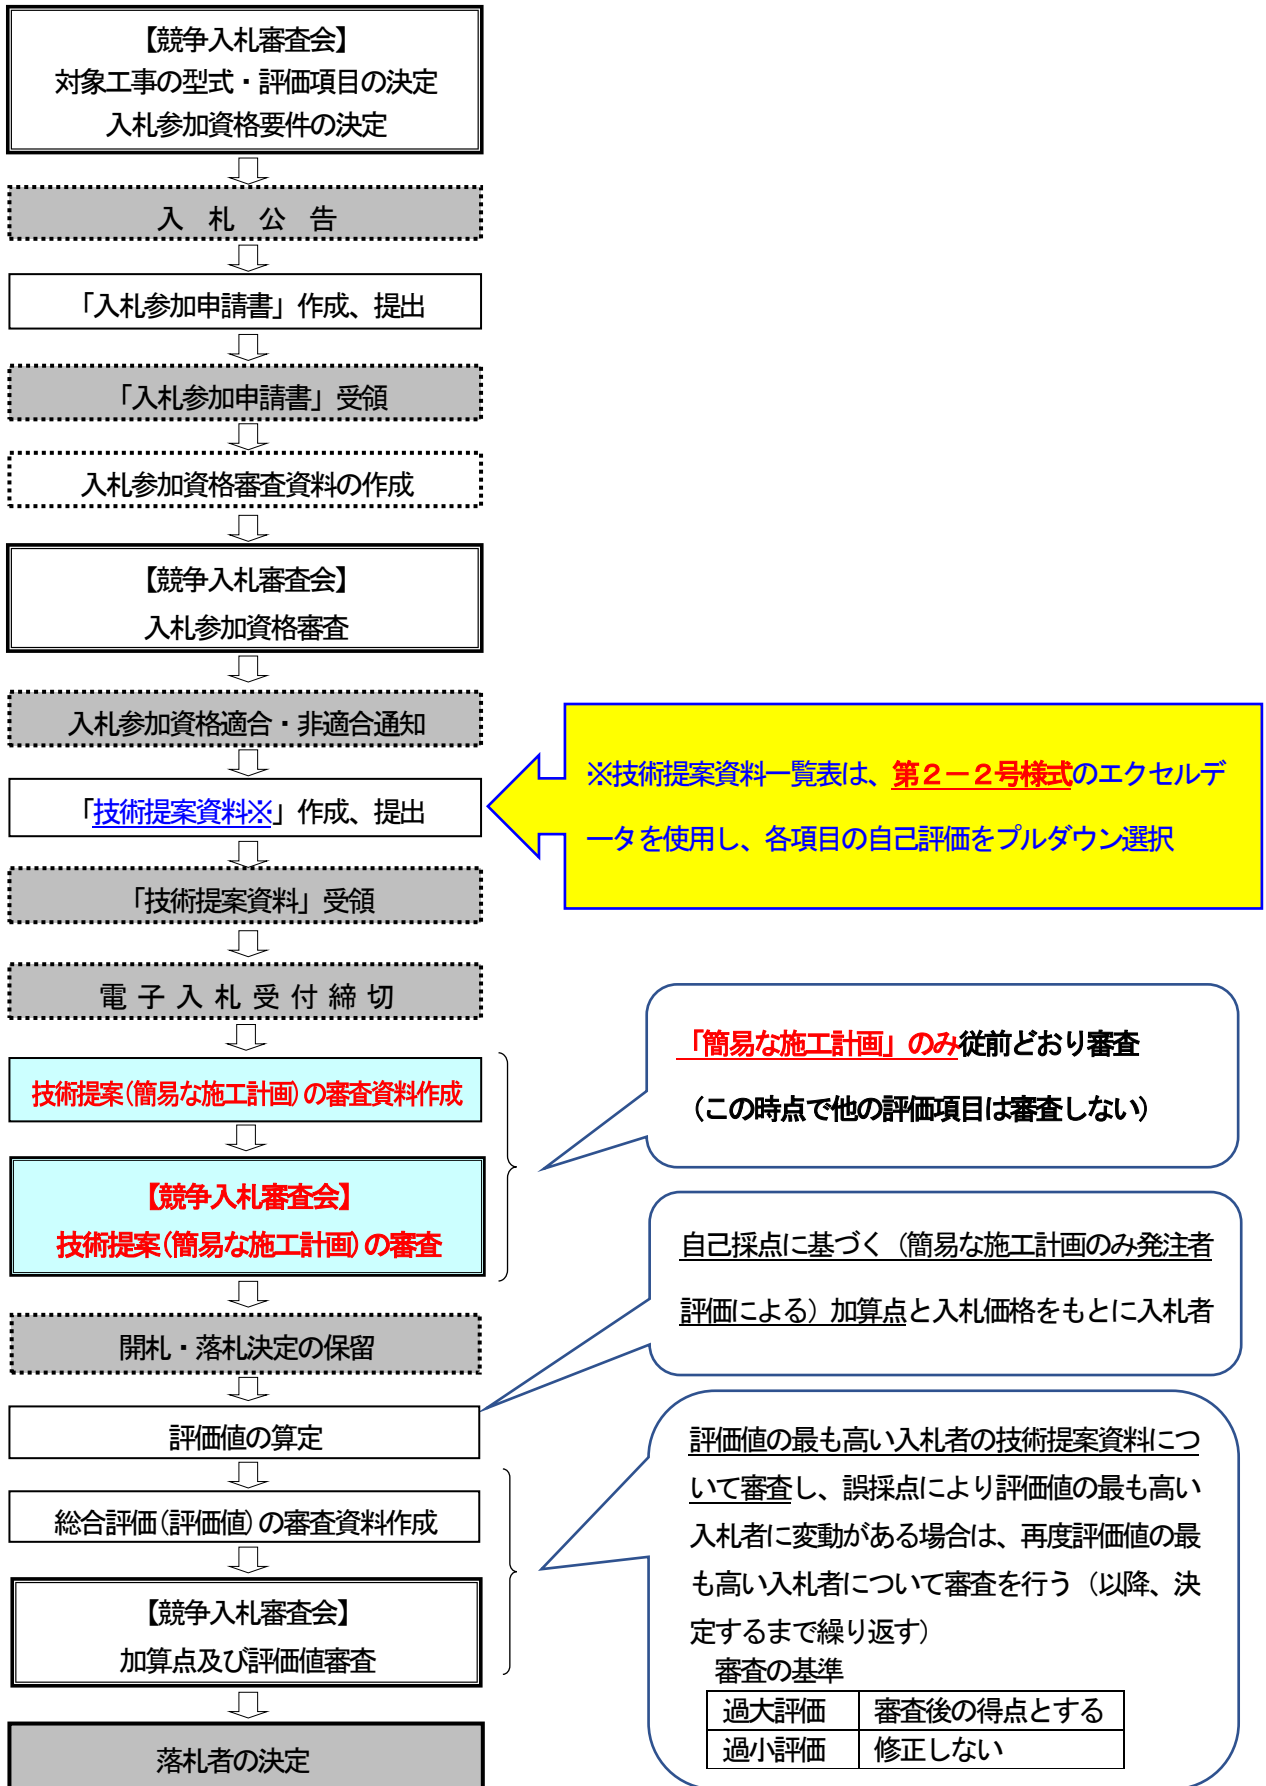 【競争入札審査会】
対象工事の型式・評価項目の決定
入札参加資格要件の決定
入 札 公 告
「入札参加申請書」作成、提出
「入札参加申請書」受領
入札参加資格審査資料の作成
【競争入札審査会】
入札参加資格審査
入札参加資格適合・非適合通知
「技術提案資料※」作成、提出
※技術提案資料一覧表は、第２－２号様式のエクセルデ
ータを使用し、各項目の自己評価をプルダウン選択
「技術提案資料」受領
電 子 入 札 受 付 締 切
技術提案(簡易な施工計画)の審査資料作成
【競争入札審査会】
技術提案(簡易な施工計画)の審査
「簡易な施工計画」のみ従前どおり審査
（この時点で他の評価項目は審査しない）
開札・落札決定の保留
評価値の算定
自己採点に基づく（簡易な施工計画のみ発注者
評価による）加算点と入札価格をもとに入札者
総合評価(評価値)の審査資料作成
【競争入札審査会】
加算点及び評価値審査
評価値の最も高い入札者の技術提案資料につ
いて審査し、誤採点により評価値の最も高い
入札者に変動がある場合は、再度評価値の最
も高い入札者について審査を行う（以降、決
定するまで繰り返す）
審査の基準
過大評価 審査後の得点とする
過小評価 修正しない
落札者の決定